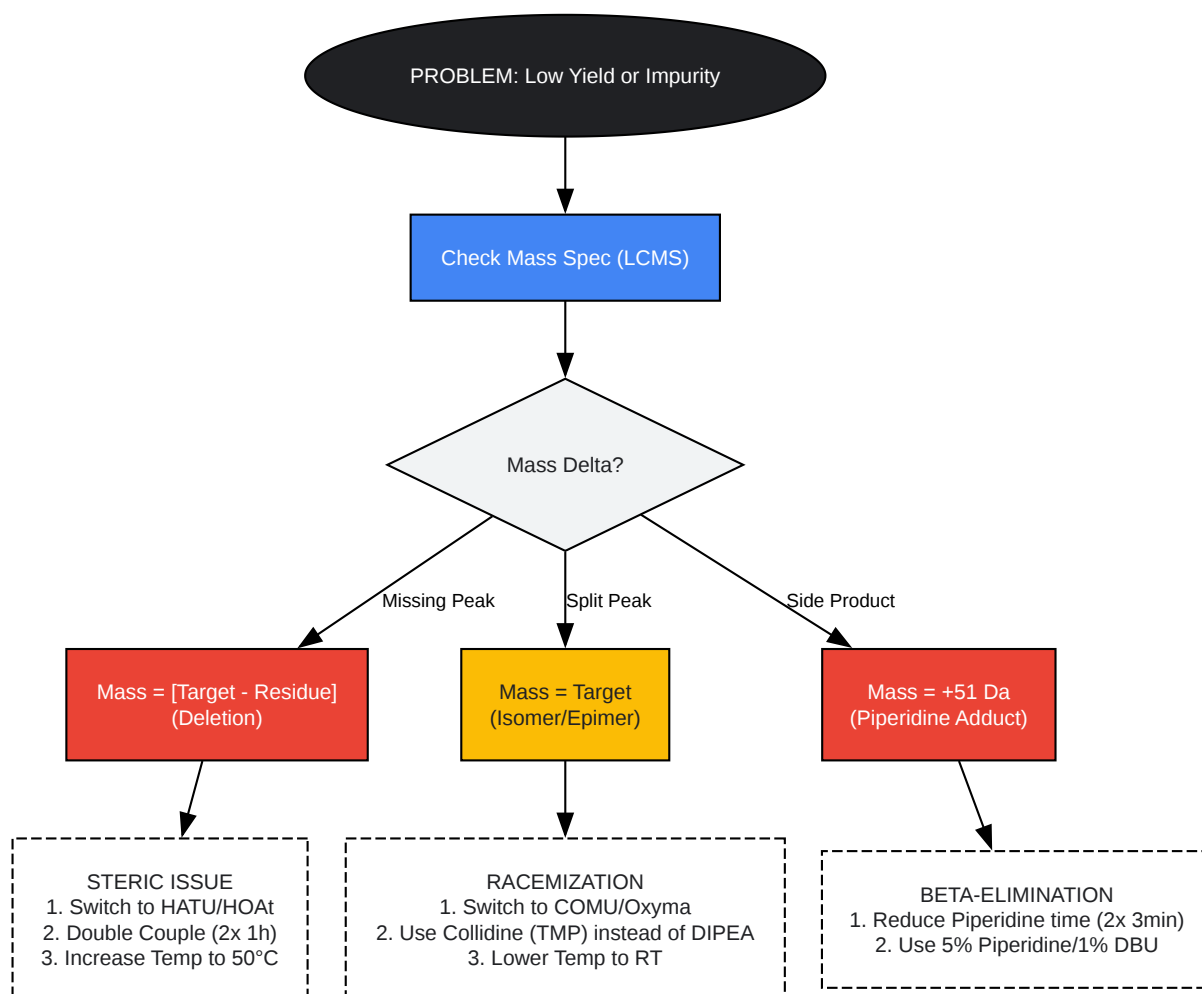 PROBLEM: Low Yield or Impurity
Check Mass Spec (LCMS)
Mass Delta?
Missing Peak
Split Peak
Side Product
Mass = [Target - Residue]
(Deletion)
Mass = Target
(Isomer/Epimer)
Mass = +51 Da
(Piperidine Adduct)
STERIC ISSUE
1. Switch to HATU/HOAt
2. Double Couple (2x 1h)
3. Increase Temp to 50°C
RACEMIZATION
1. Switch to COMU/Oxyma
2. Use Collidine (TMP) instead of DIPEA
3. Lower Temp to RT
BETA-ELIMINATION
1. Reduce Piperidine time (2x 3min)
2. Use 5% Piperidine/1% DBU